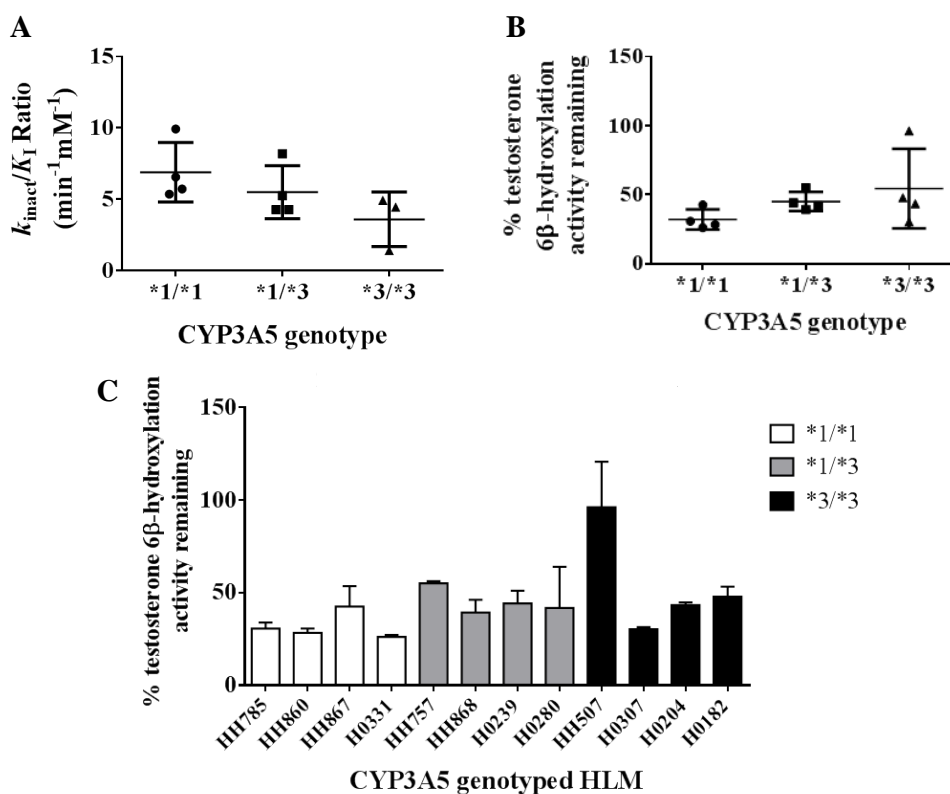 A
15
10
5
0
k_inact/K_I Ratio
(min⁻¹mM⁻¹)
*1/*1 *1/*3 *3/*3
CYP3A5 genotype
B
150
100
50
0
% testosterone
6β-hydroxylation
activity remaining
*1/*1 *1/*3 *3/*3
CYP3A5 genotype
C
150
100
50
0
% testosterone 6β-hydroxylation
activity remaining
*1/*1
*1/*3
*3/*3
HH785 HH860 HH867 H0331 HH757 HH868 H0239 H0280 HH507 H0307 H0204 H0182
CYP3A5 genotyped HLM